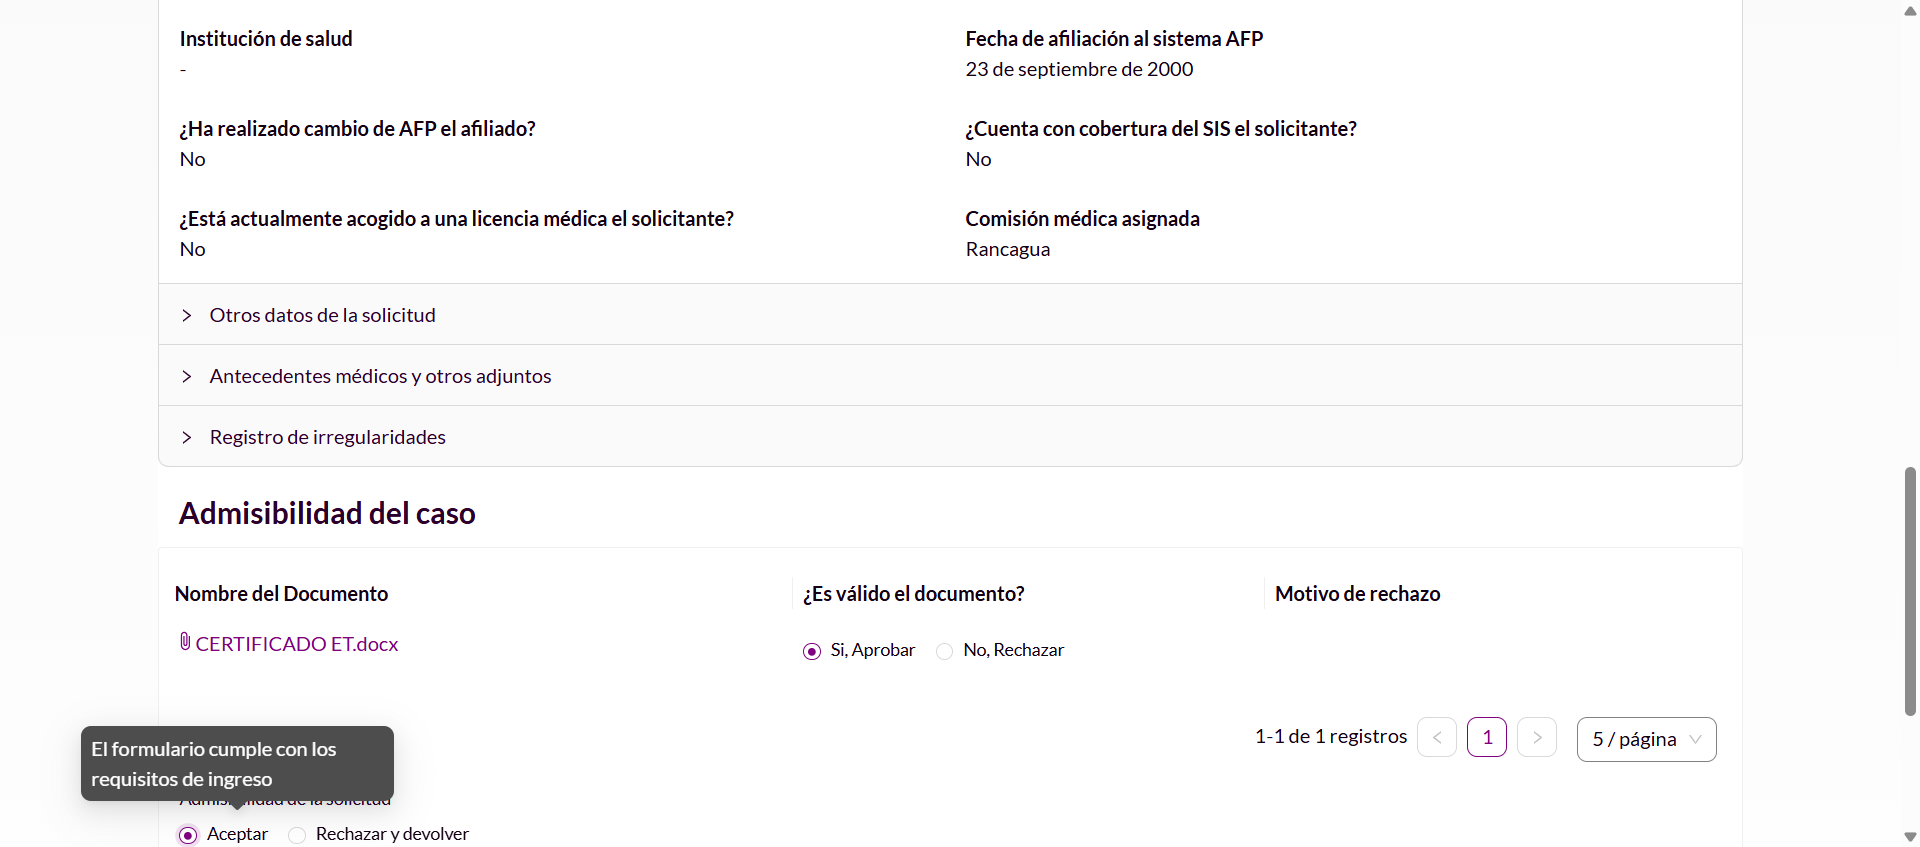 Institución de salud
-
Fecha de afiliación al sistema AFP
23 de septiembre de 2000
¿Ha realizado cambio de AFP el afiliado?
No
¿Cuenta con cobertura del SIS el solicitante?
No
¿Está actualmente acogido a una licencia médica el solicitante?
No
Comisión médica asignada
Rancagua
Otros datos de la solicitud
Antecedentes médicos y otros adjuntos
Registro de irregularidades
Admisibilidad del caso
Nombre del Documento
¿Es válido el documento?
Motivo de rechazo
CERTIFICADO ET.docx
Si, Aprobar
No, Rechazar
1-1 de 1 registros
<
1
>
5 / página
El formulario cumple con los
requisitos de ingreso
Admisibilidad de la solicitud
Aceptar
Rechazar y devolver